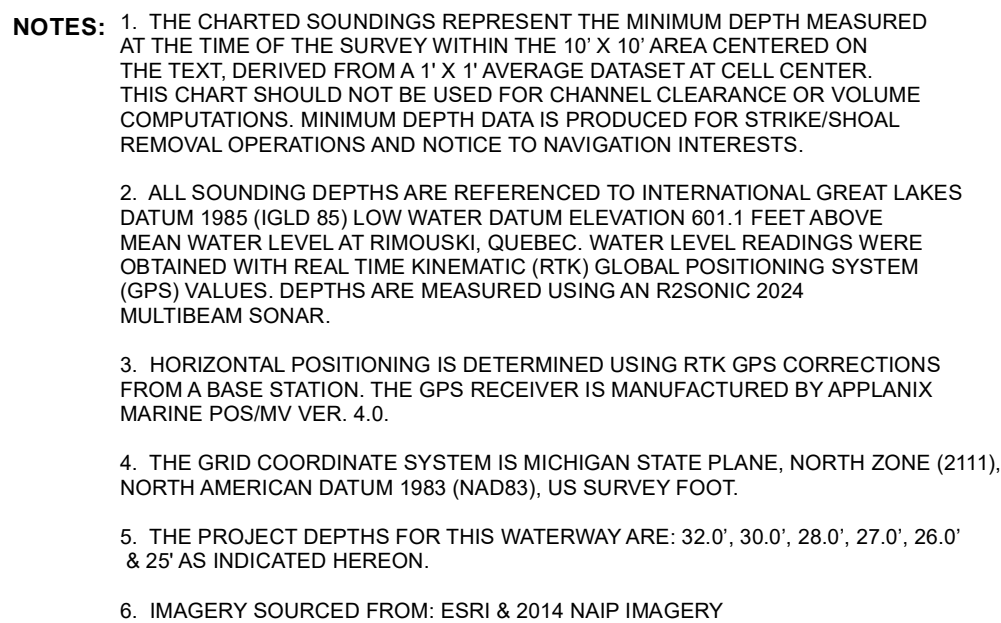 NOTES: 1. THE CHARTED SOUNDINGS REPRESENT THE MINIMUM DEPTH MEASURED
AT THE TIME OF THE SURVEY WITHIN THE 10’ X 10’ AREA CENTERED ON
THE TEXT, DERIVED FROM A 1' X 1' AVERAGE DATASET AT CELL CENTER.
THIS CHART SHOULD NOT BE USED FOR CHANNEL CLEARANCE OR VOLUME
COMPUTATIONS. MINIMUM DEPTH DATA IS PRODUCED FOR STRIKE/SHOAL
REMOVAL OPERATIONS AND NOTICE TO NAVIGATION INTERESTS.
2. ALL SOUNDING DEPTHS ARE REFERENCED TO INTERNATIONAL GREAT LAKES
DATUM 1985 (IGLD 85) LOW WATER DATUM ELEVATION 601.1 FEET ABOVE
MEAN WATER LEVEL AT RIMOUSKI, QUEBEC. WATER LEVEL READINGS WERE
OBTAINED WITH REAL TIME KINEMATIC (RTK) GLOBAL POSITIONING SYSTEM
(GPS) VALUES. DEPTHS ARE MEASURED USING AN R2SONIC 2024
MULTIBEAM SONAR.
3. HORIZONTAL POSITIONING IS DETERMINED USING RTK GPS CORRECTIONS
FROM A BASE STATION. THE GPS RECEIVER IS MANUFACTURED BY APPLANIX
MARINE POS/MV VER. 4.0.
4. THE GRID COORDINATE SYSTEM IS MICHIGAN STATE PLANE, NORTH ZONE (2111),
NORTH AMERICAN DATUM 1983 (NAD83), US SURVEY FOOT.
5. THE PROJECT DEPTHS FOR THIS WATERWAY ARE: 32.0’, 30.0’, 28.0’, 27.0’, 26.0’
& 25' AS INDICATED HEREON.
6. IMAGERY SOURCED FROM: ESRI & 2014 NAIP IMAGERY